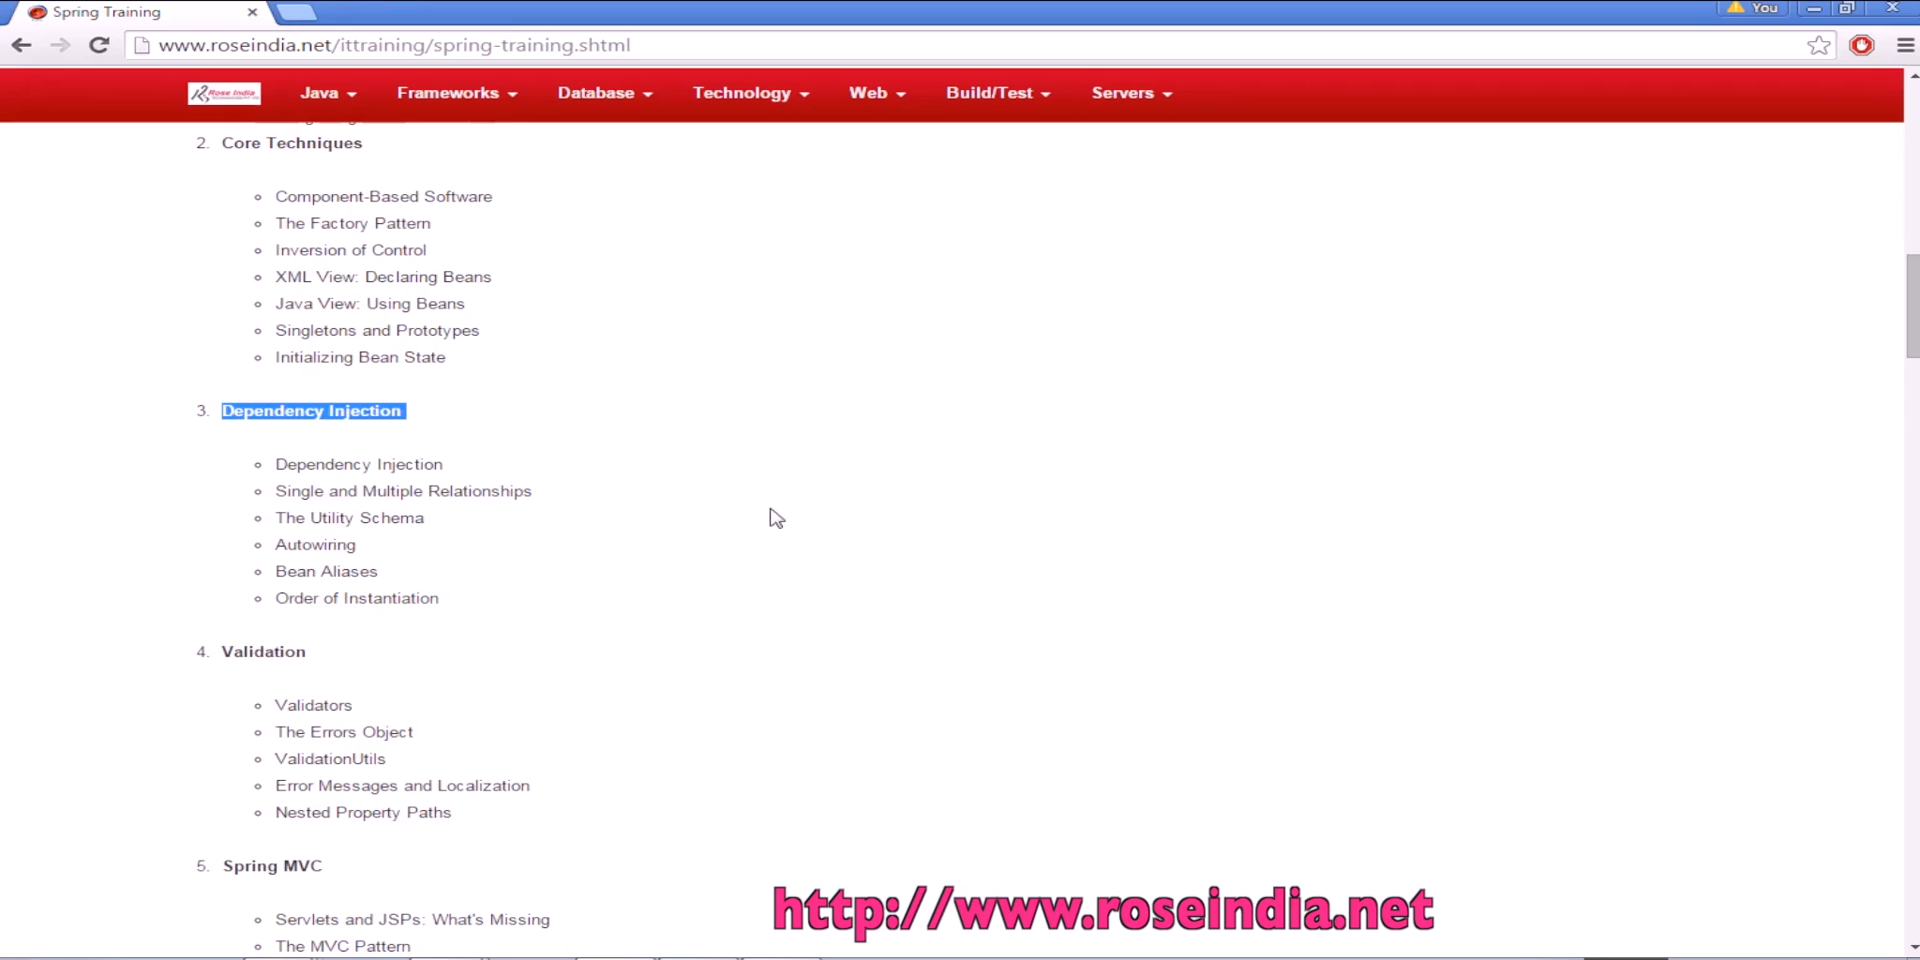 Spring Training
You
www.roseindia.net/ittraining/spring-training.shtml
Rose India
Java
Frameworks
Database
Technology
Web
Build/Test
Servers
2. Core Techniques
Component-Based Software
The Factory Pattern
Inversion of Control
XML View: Declaring Beans
Java View: Using Beans
Singletons and Prototypes
Initializing Bean State
3. Dependency Injection
Dependency Injection
Single and Multiple Relationships
The Utility Schema
Autowiring
Bean Aliases
Order of Instantiation
4. Validation
Validators
The Errors Object
ValidationUtils
Error Messages and Localization
Nested Property Paths
5. Spring MVC
Servlets and JSPs: What's Missing
The MVC Pattern
http://www.roseindia.net